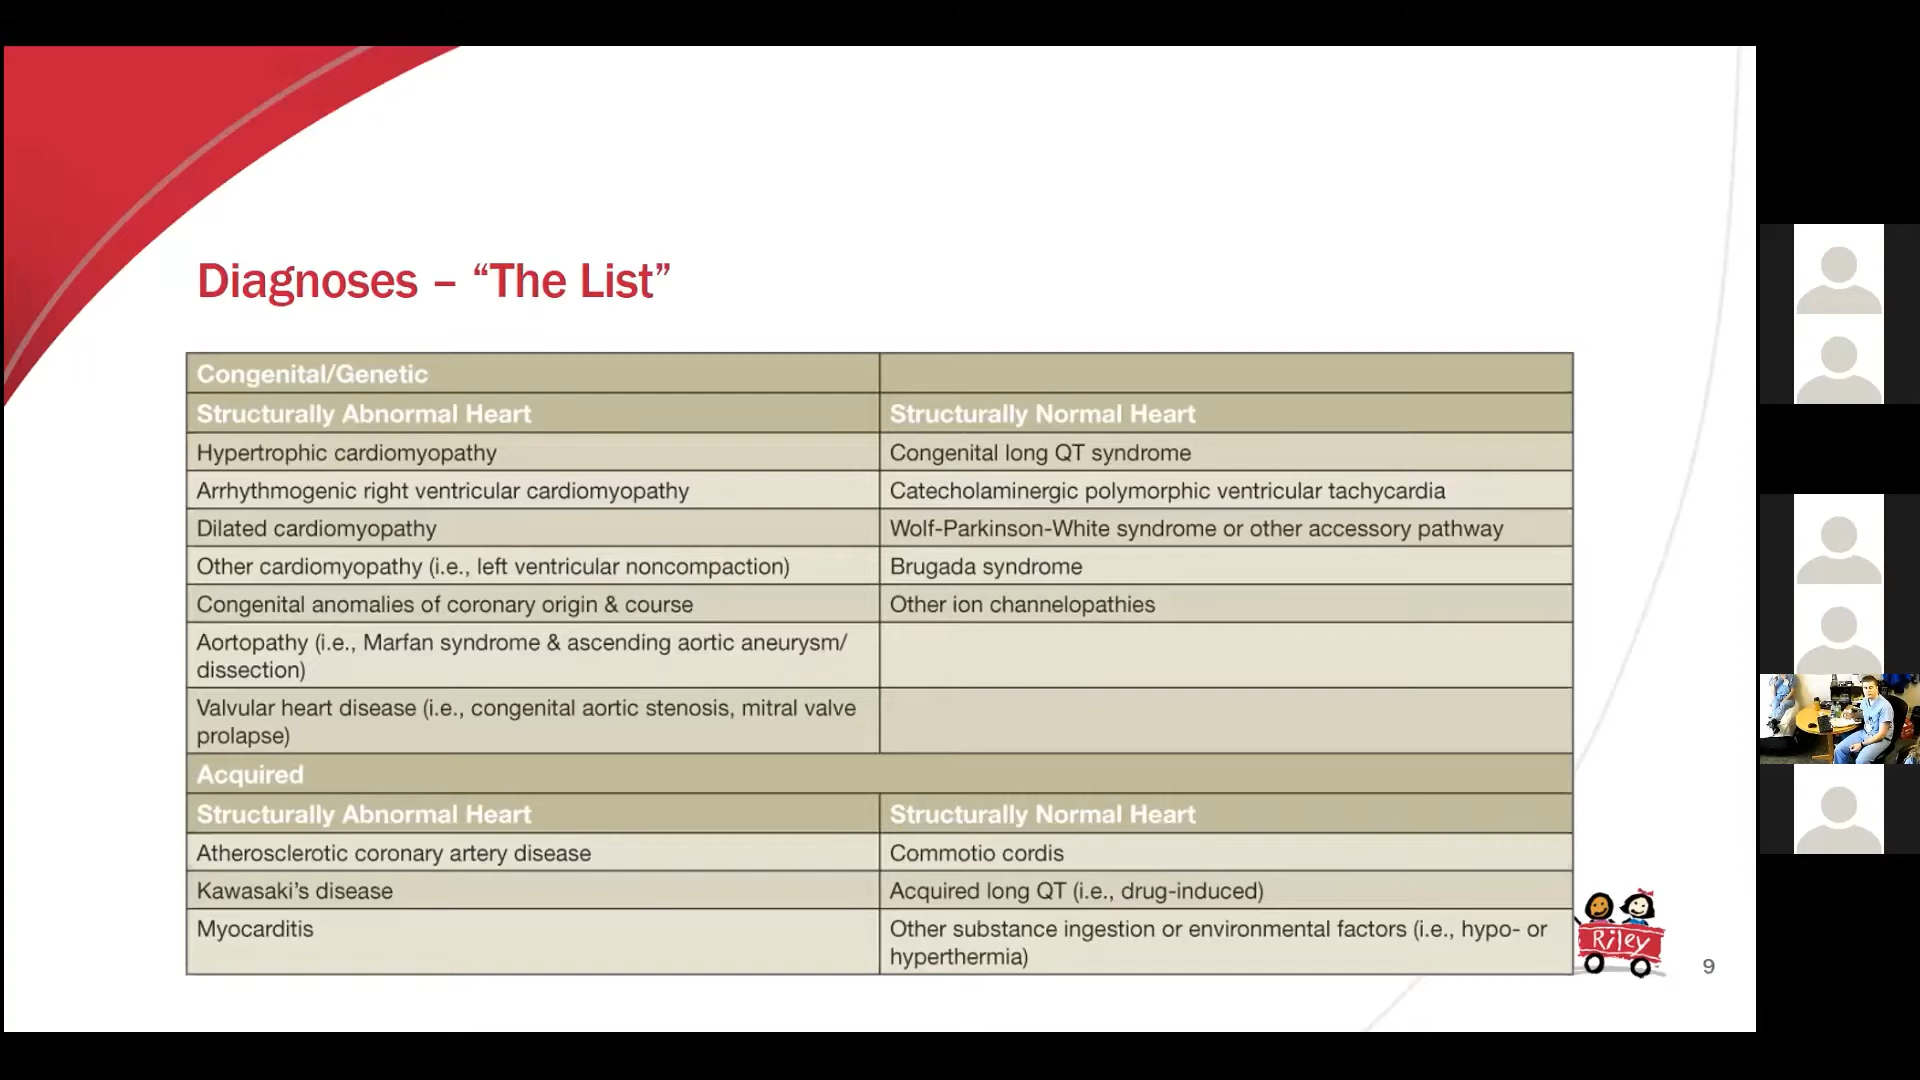 Diagnoses – “The List”
Congenital/Genetic
Structurally Abnormal Heart
Structurally Normal Heart
Hypertrophic cardiomyopathy
Congenital long QT syndrome
Arrhythmogenic right ventricular cardiomyopathy
Catecholaminergic polymorphic ventricular tachycardia
Dilated cardiomyopathy
Wolf-Parkinson-White syndrome or other accessory pathway
Other cardiomyopathy (i.e., left ventricular noncompaction)
Brugada syndrome
Congenital anomalies of coronary origin & course
Other ion channelopathies
Aortopathy (i.e., Marfan syndrome & ascending aortic aneurysm/
dissection)
Valvular heart disease (i.e., congenital aortic stenosis, mitral valve
prolapse)
Acquired
Structurally Abnormal Heart
Structurally Normal Heart
Atherosclerotic coronary artery disease
Commotio cordis
Kawasaki’s disease
Acquired long QT (i.e., drug-induced)
Myocarditis
Other substance ingestion or environmental factors (i.e., hypo- or
hyperthermia)
Riley
9